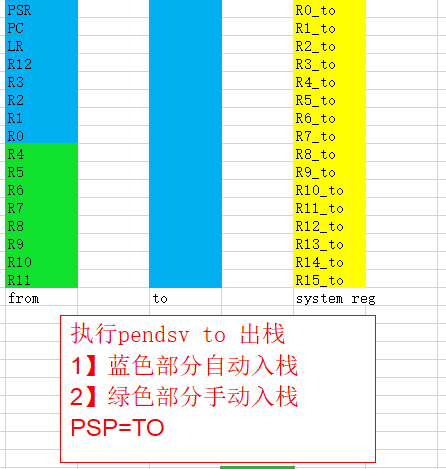 PSR
PC
LR
R12
R3
R2
R1
R0
R4
R5
R6
R7
R8
R9
R10
R11
from
to
R0_to
R1_to
R2_to
R3_to
R4_to
R5_to
R6_to
R7_to
R8_to
R9_to
R10_to
R11_to
R12_to
R13_to
R14_to
R15_to
system reg
执行pendsv to 出栈
1】蓝色部分自动入栈
2】绿色部分手动入栈
PSP=TO